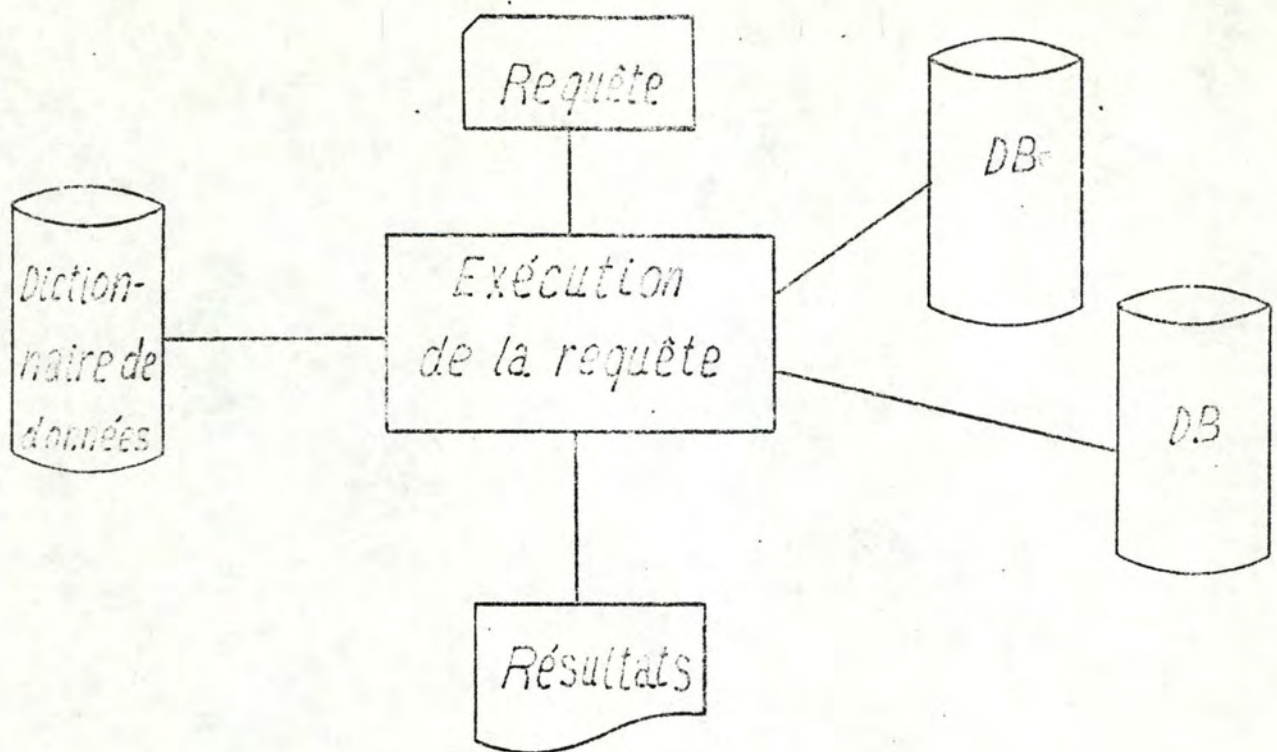 Requête
DB
Diction-
naire de
données
Exécution
de la requête
DB
Résultats